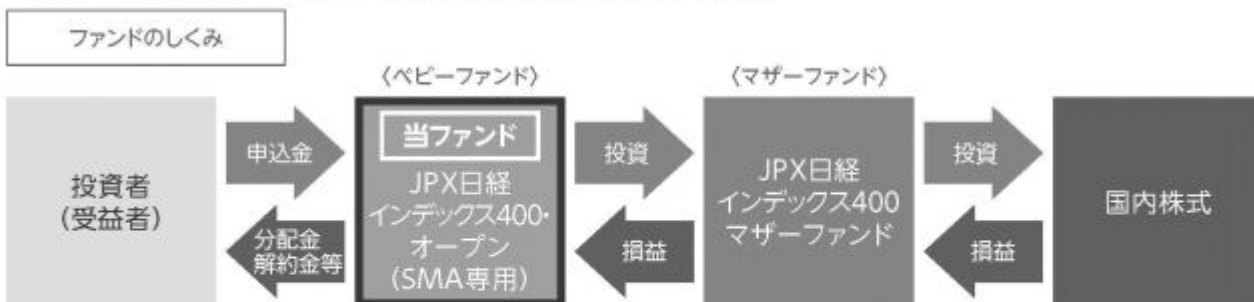 ファンドのしくみ
〈ベビーファンド〉
〈マザーファンド〉
投資者
(受益者)
申込金
分配金
解約金等
当ファンド
JPX日経
インデックス400・
オープン
(SMA専用)
投資
損益
JPX日経
インデックス400
マザーファンド
投資
損益
国内株式